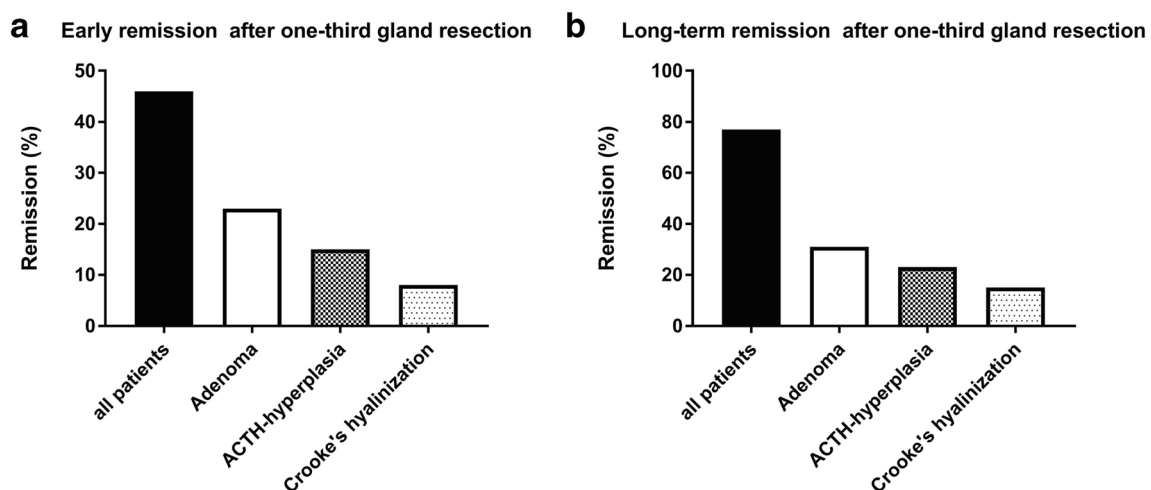 a Early remission after one-third gland resection
Remission (%)
50
40
30
20
10
0
all patients
Adenoma
ACTH-hyperplasia
Crooke's hyalinization
b Long-term remission after one-third gland resection
Remission (%)
100
80
60
40
20
0
all patients
Adenoma
ACTH-hyperplasia
Crooke's hyalinization